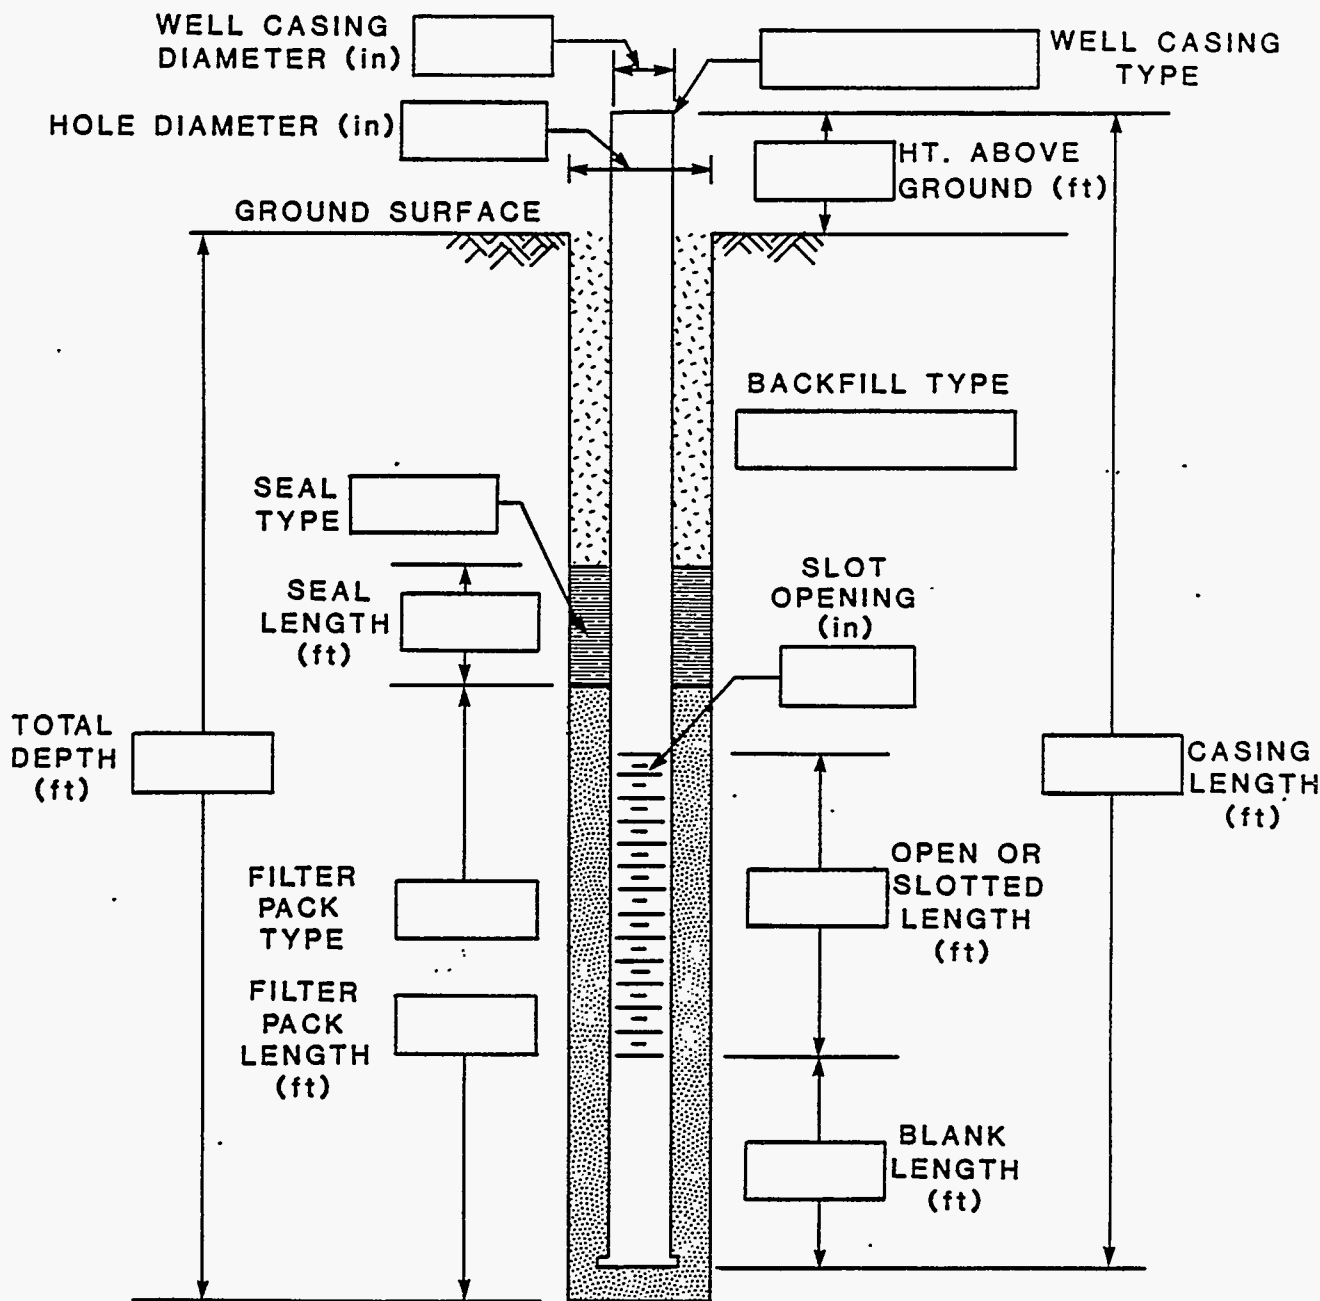 WELL CASING
DIAMETER (in)
WELL CASING
TYPE
HOLE DIAMETER (in)
HT. ABOVE
GROUND (ft)
GROUND SURFACE
BACKFILL TYPE
SEAL
TYPE
SLOT
OPENING
(in)
SEAL
LENGTH
(ft)
TOTAL
DEPTH
(ft)
CASING
LENGTH
(ft)
FILTER
PACK
TYPE
OPEN OR
SLOTTED
LENGTH
(ft)
FILTER
PACK
LENGTH
(ft)
BLANK
LENGTH
(ft)